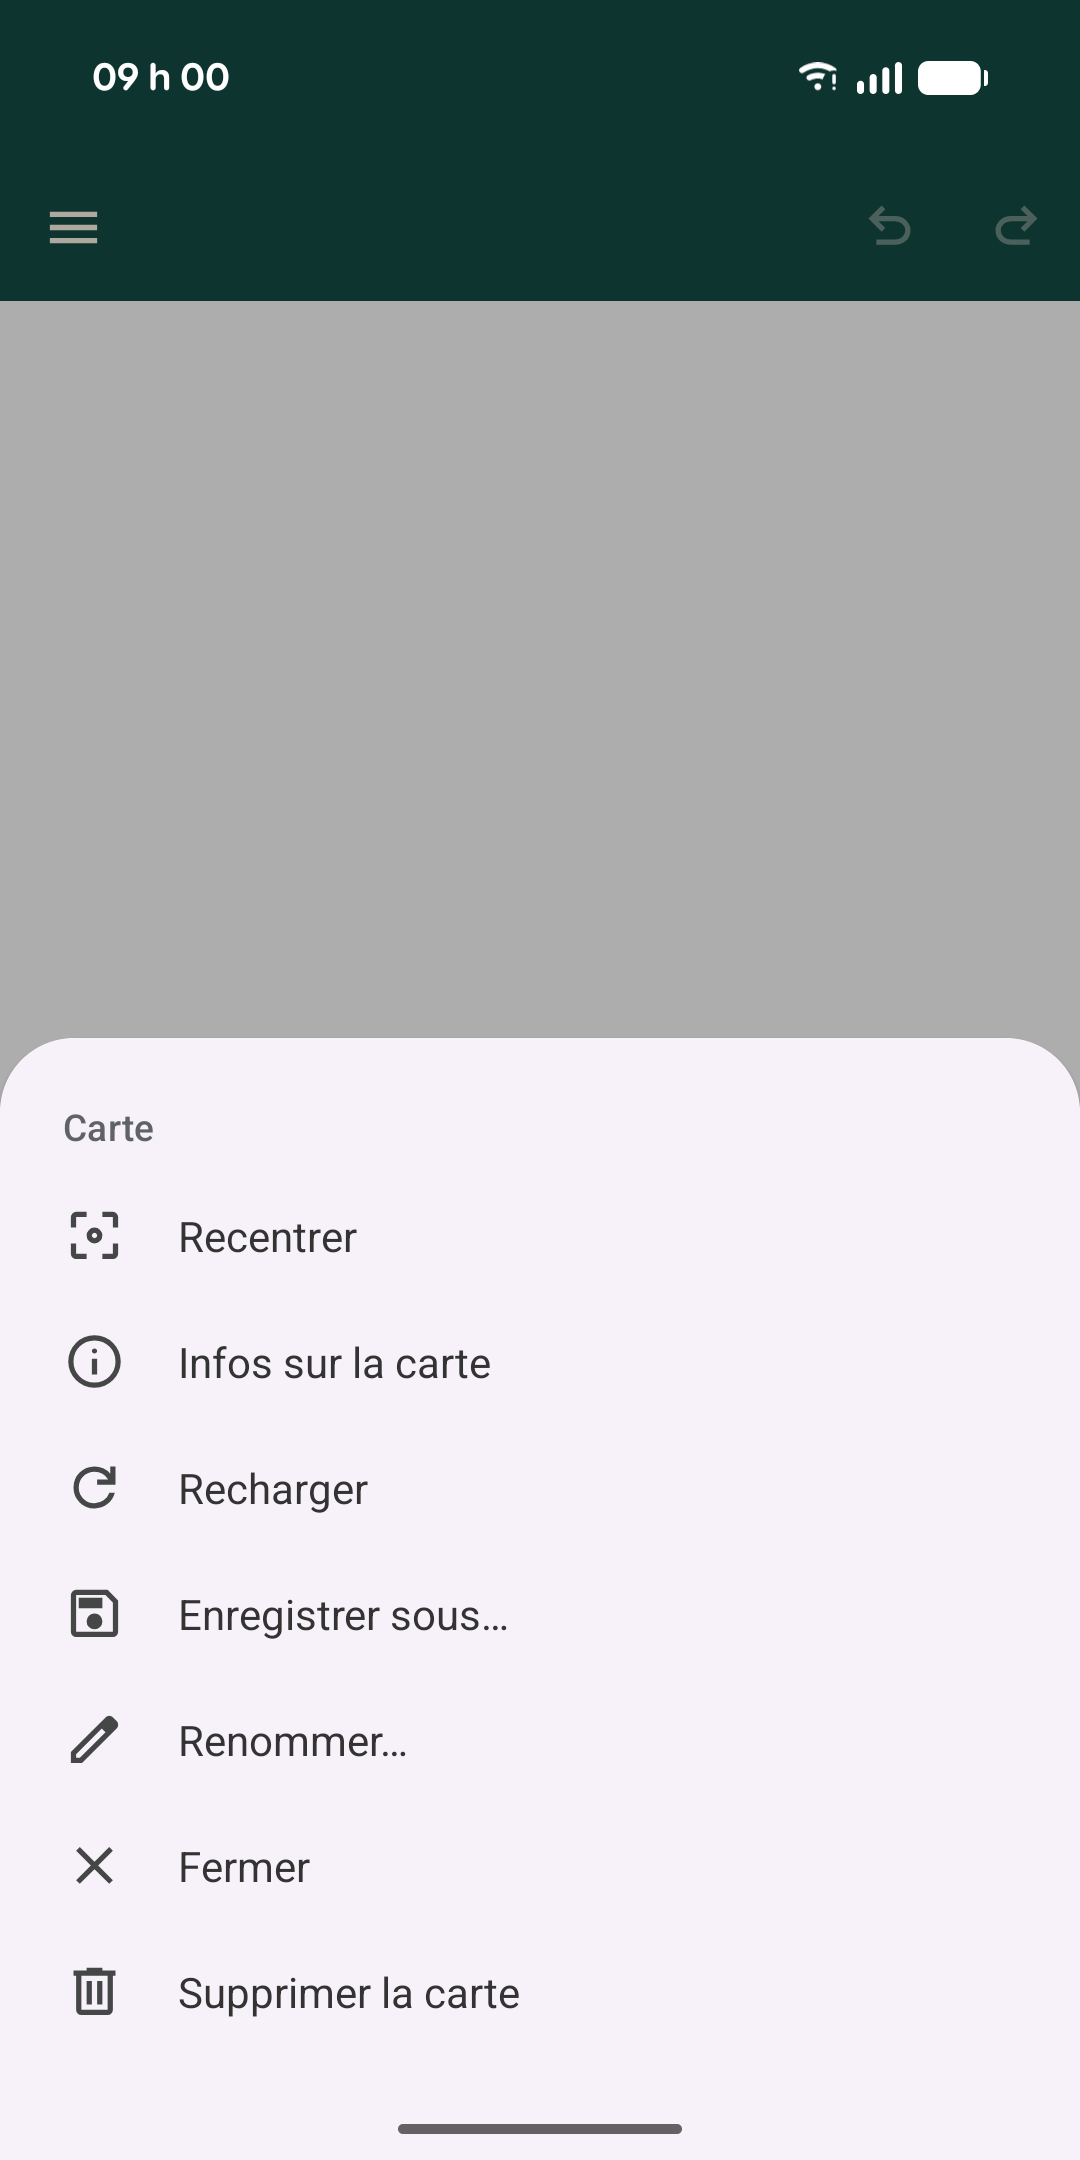 09 h 00
Carte
Recentrer
Infos sur la carte
Recharger
Enregistrer sous...
Renommer...
Fermer
Supprimer la carte